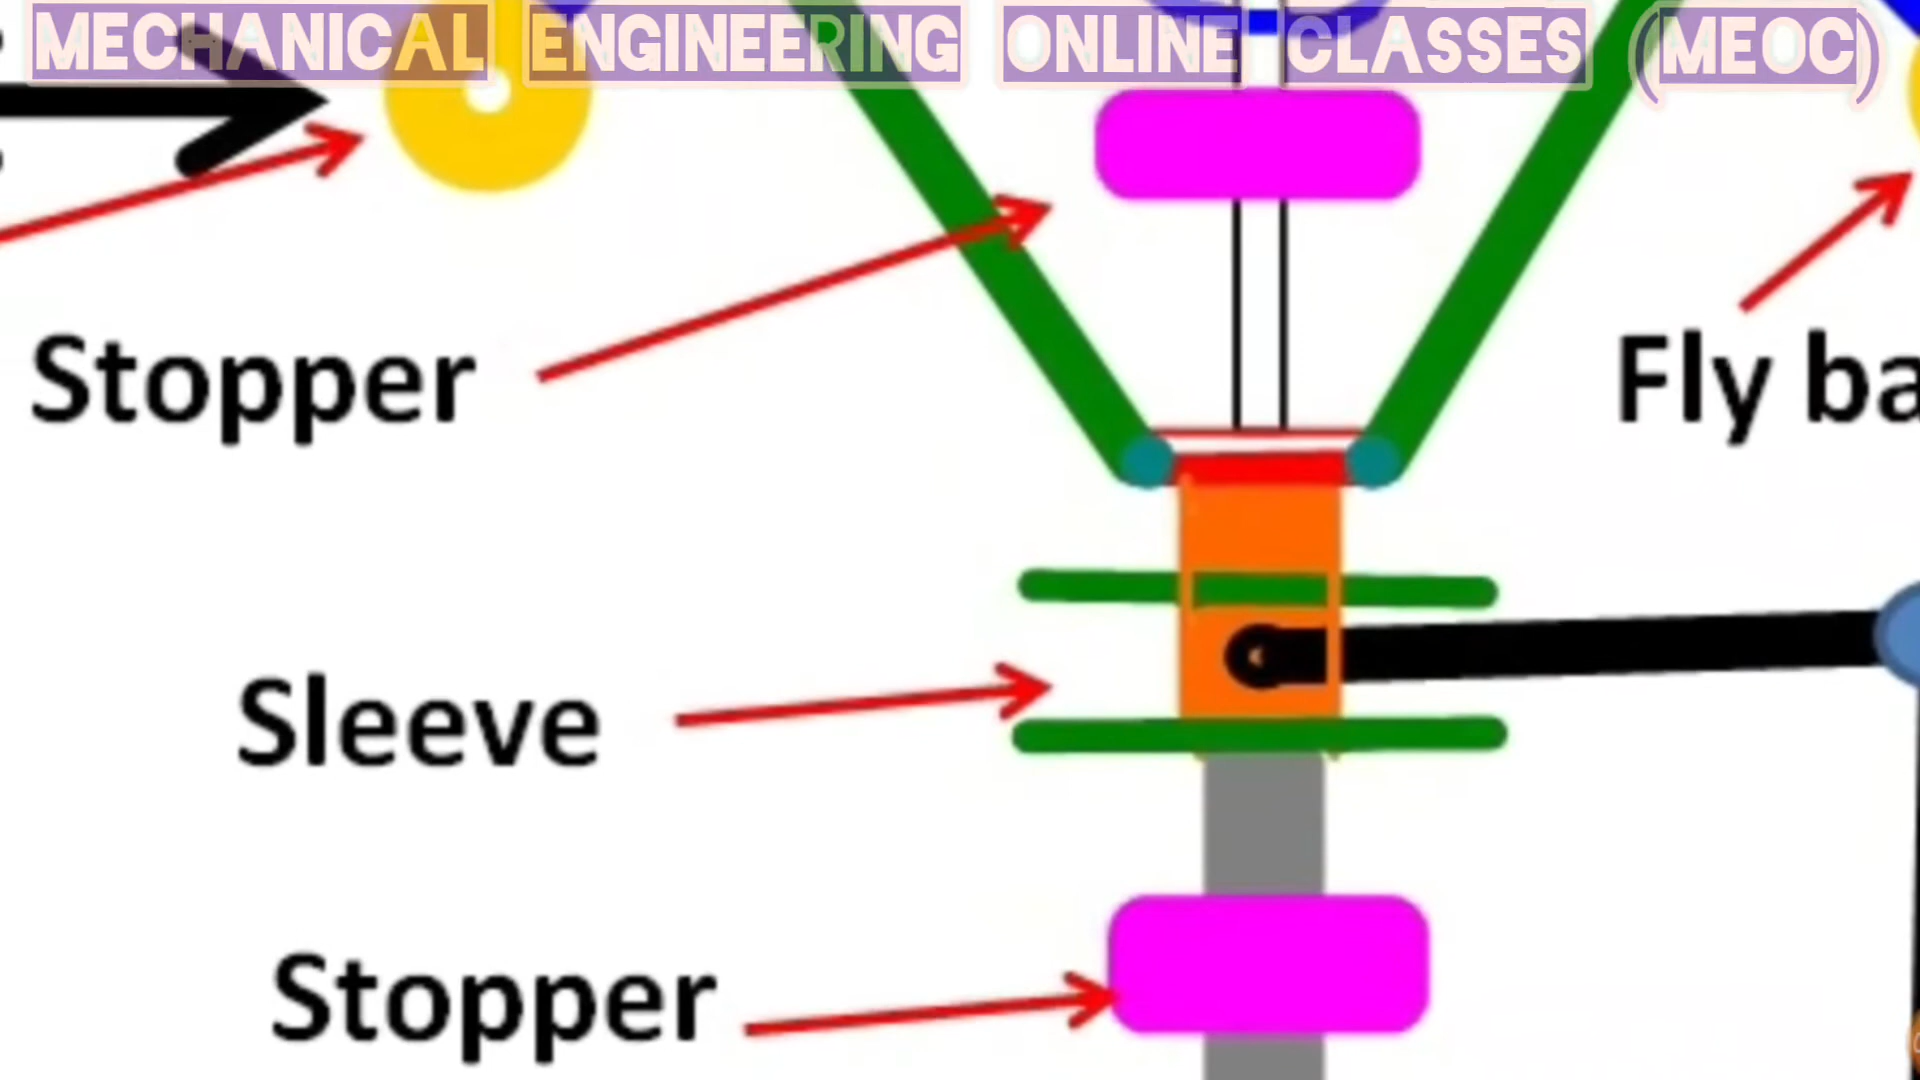 MECHANICAL ENGINEERING ONLINE CLASSES (MEOC)
Stopper
Fly ba
Sleeve
Stopper